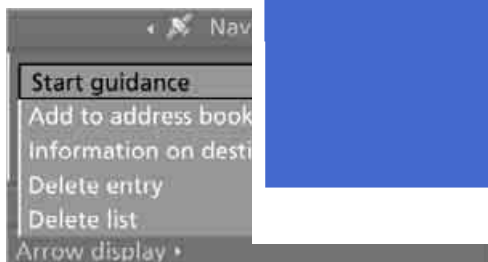 Nav
Start guidance
Add to address book
Information on desti
Delete entry
Delete list
Arrow display